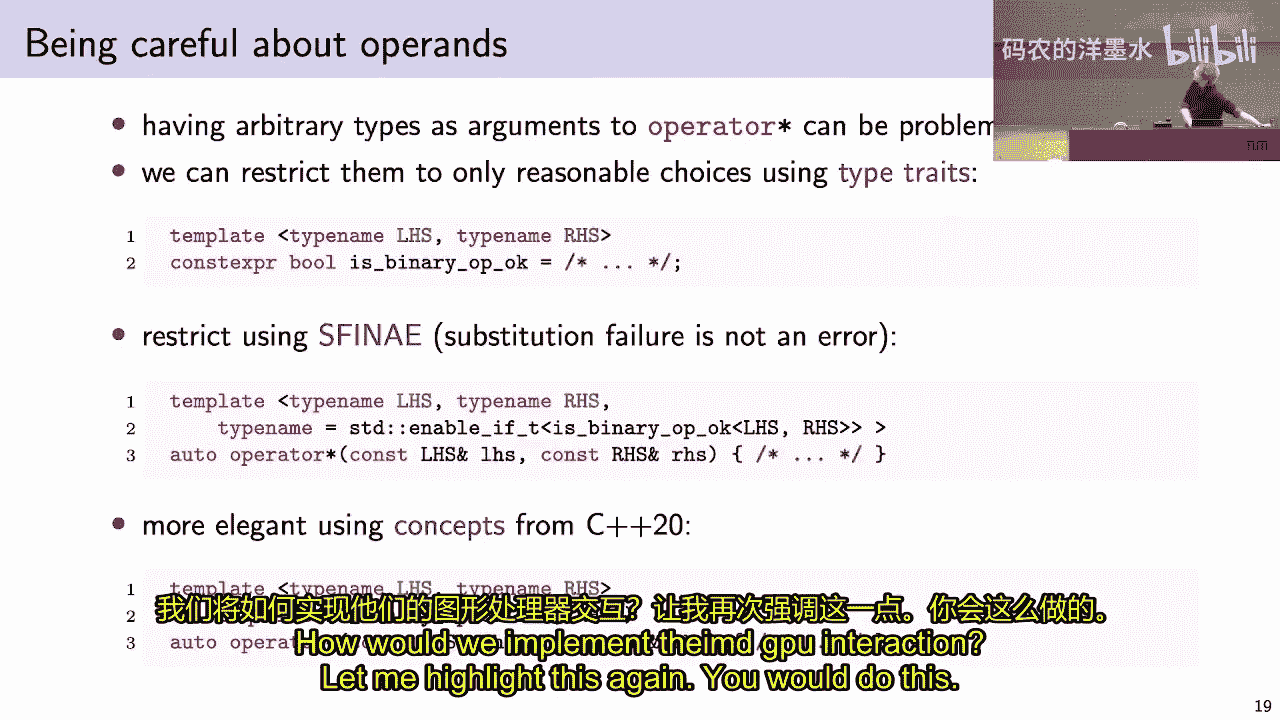 Being careful about operands
码农的洋墨水 bilibili
• having arbitrary types as arguments to operator* can be problem
• we can restrict them to only reasonable choices using type traits:
1 template <typename LHS, typename RHS>
2 constexpr bool is_binary_op_ok = /* ... */;
• restrict using SFINAE (substitution failure is not an error):
1 template <typename LHS, typename RHS,
2 typename = std::enable_if_t<is_binary_op_ok<LHS, RHS>> >
3 auto operator*(const LHS& lhs, const RHS& rhs) { /* ... */ }
• more elegant using concepts from C++20:
1 template <typename LHS, typename RHS>
2
3 auto operator
我们将如何实现他们的图形处理器交互？让我再次强调这一点。你会这么做的。
How would we implement theimd gpu interaction?
Let me highlight this again. You would do this.
19